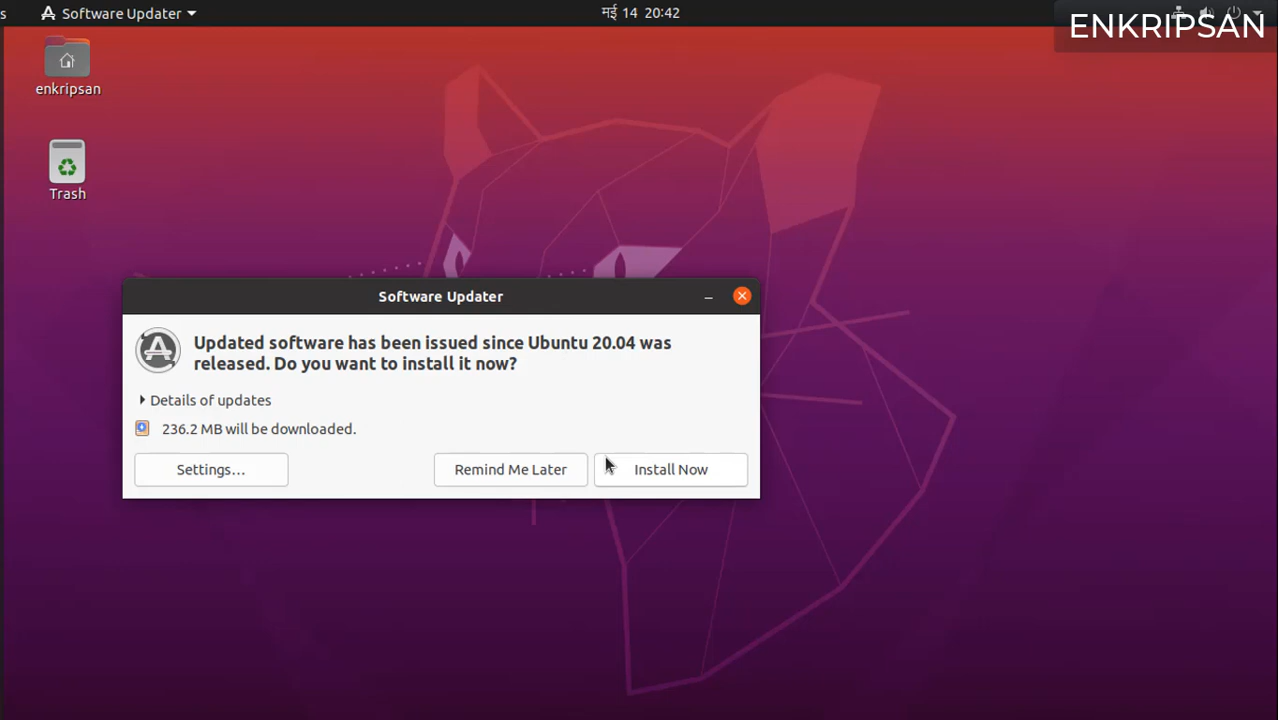 s
Software Updater
मई 14 20:42
ENKRIPSAN
enkripsan
Trash
Software Updater
Updated software has been issued since Ubuntu 20.04 was
released. Do you want to install it now?
Details of updates
236.2 MB will be downloaded.
Settings…
Remind Me Later
Install Now